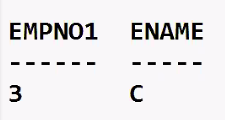 EMPNO1 ENAME
------ -----
3 C